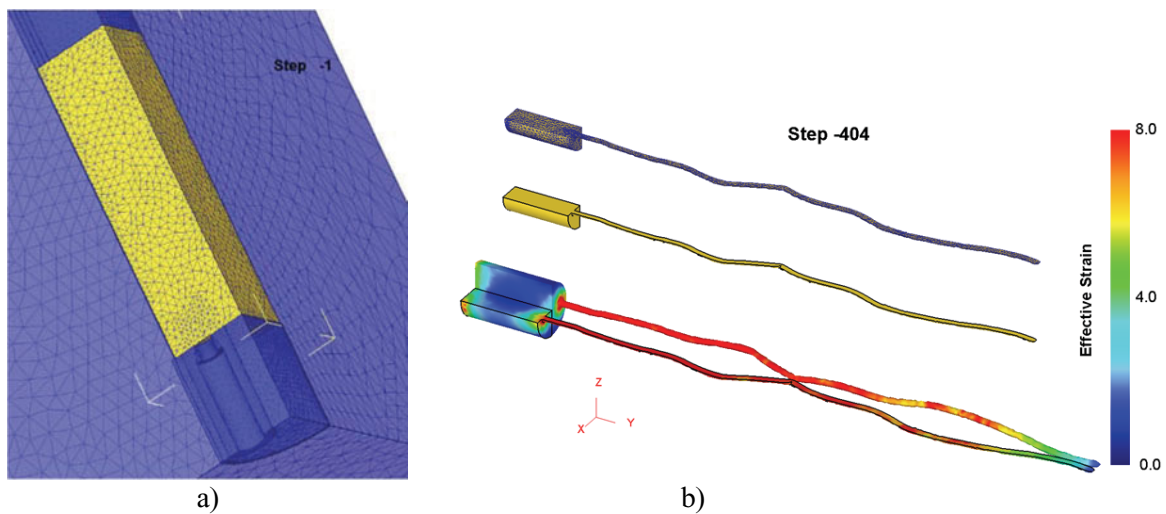 Step -1
Step -404
8.0
4.0
0.0
Effective Strain
Z
X
Y
a)
b)